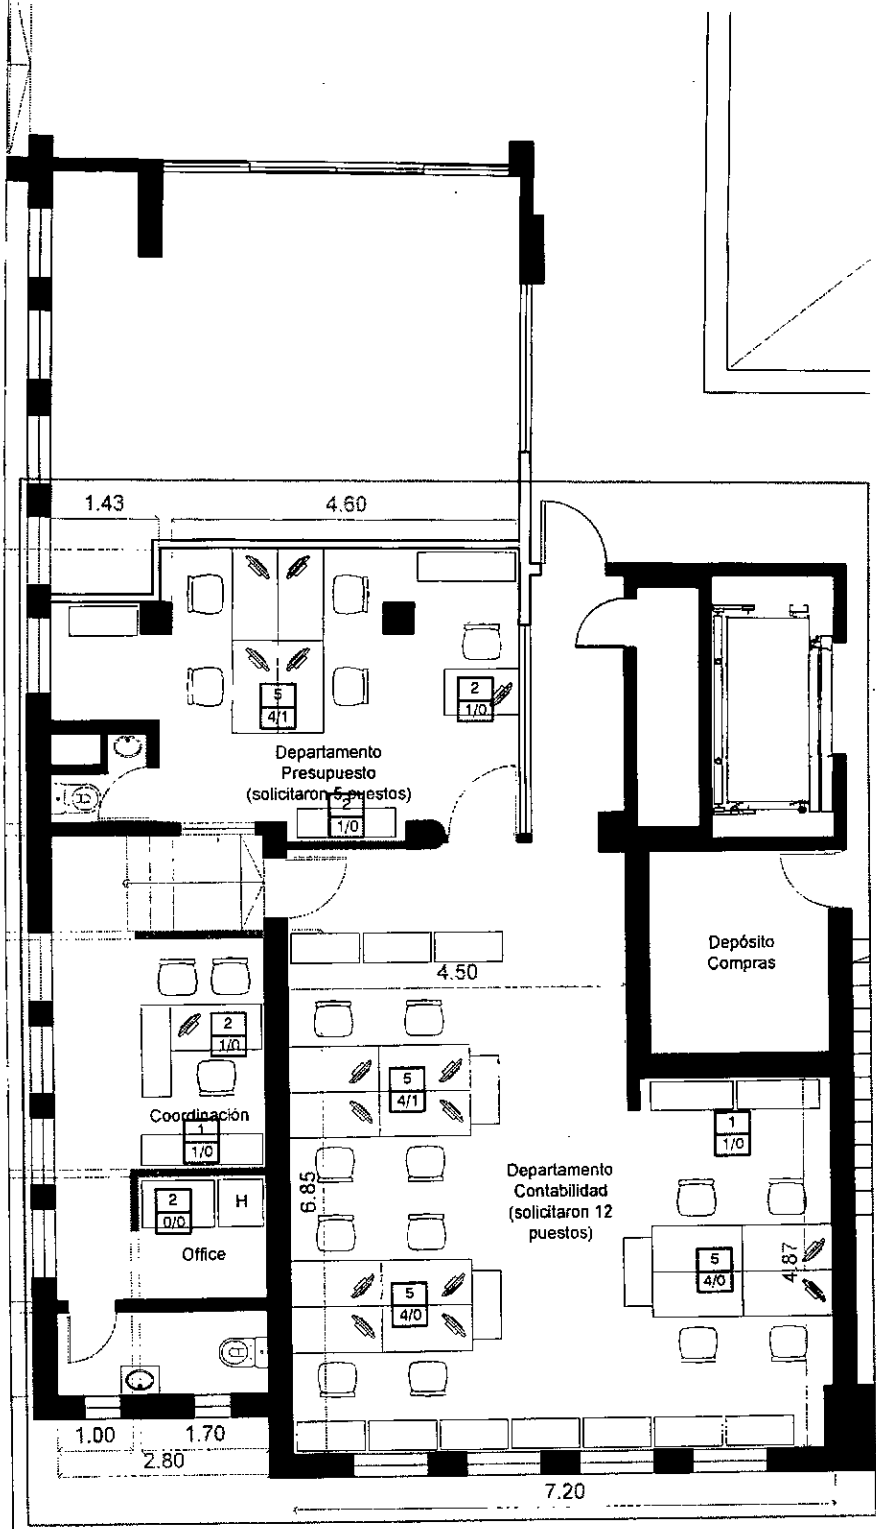 1.43
4.60
5
4/1
2
1/0
Departamento
Presupuesto
(solicitaron 5 puestos)
2
1/0
Depósito
Compras
4.50
2
1/0
5
4/1
Coordinación
1
1/0
1
1/0
6.85
Departamento
Contabilidad
(solicitaron 12
puestos)
2
0/0
H
Office
5
4/0
4.87
5
4/0
1.00
1.70
2.80
7.20